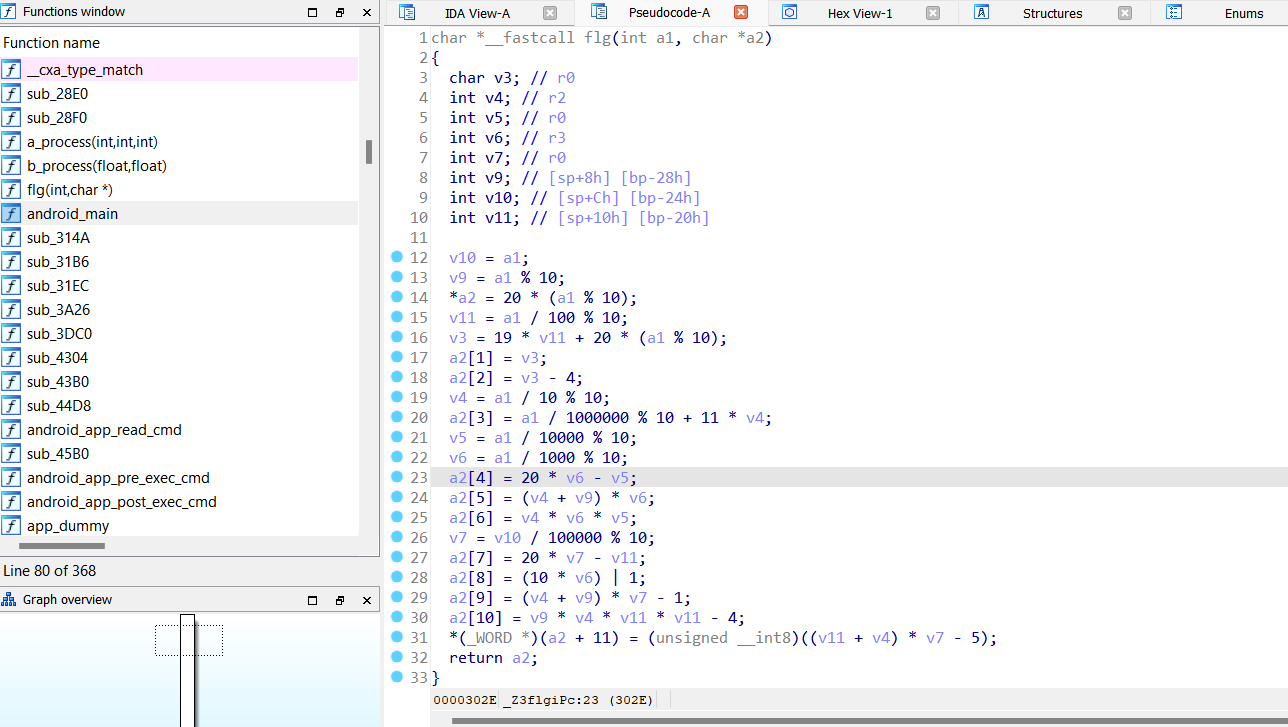 Functions window
Function name
__cxa_type_match
sub_28E0
sub_28F0
a_process(int,int,int)
b_process(float,float)
flg(int,char *)
android_main
sub_314A
sub_31B6
sub_31EC
sub_3A26
sub_3DC0
sub_4304
sub_43B0
sub_44D8
android_app_read_cmd
sub_45B0
android_app_pre_exec_cmd
android_app_post_exec_cmd
app_dummy
Line 80 of 368
Graph overview
IDA View-A Pseudocode-A Hex View-1 Structures Enums
1 char *__fastcall flg(int a1, char *a2)
2 {
3 char v3; // r0
4 int v4; // r2
5 int v5; // r0
6 int v6; // r3
7 int v7; // r0
8 int v9; // [sp+8h] [bp-28h]
9 int v10; // [sp+Ch] [bp-24h]
10 int v11; // [sp+10h] [bp-20h]
11
12 v10 = a1;
13 v9 = a1 % 10;
14 *a2 = 20 * (a1 % 10);
15 v11 = a1 / 100 % 10;
16 v3 = 19 * v11 + 20 * (a1 % 10);
17 a2[1] = v3;
18 a2[2] = v3 - 4;
19 v4 = a1 / 10 % 10;
20 a2[3] = a1 / 1000000 % 10 + 11 * v4;
21 v5 = a1 / 10000 % 10;
22 v6 = a1 / 1000 % 10;
23 a2[4] = 20 * v6 - v5;
24 a2[5] = (v4 + v9) * v6;
25 a2[6] = v4 * v6 * v5;
26 v7 = v10 / 100000 % 10;
27 a2[7] = 20 * v7 - v11;
28 a2[8] = (10 * v6) | 1;
29 a2[9] = (v4 + v9) * v7 - 1;
30 a2[10] = v9 * v4 * v11 * v11 - 4;
31 *(_WORD *)(a2 + 11) = (unsigned __int8)((v11 + v4) * v7 - 5);
32 return a2;
33 }
0000302E _Z3flgiPc:23 (302E)